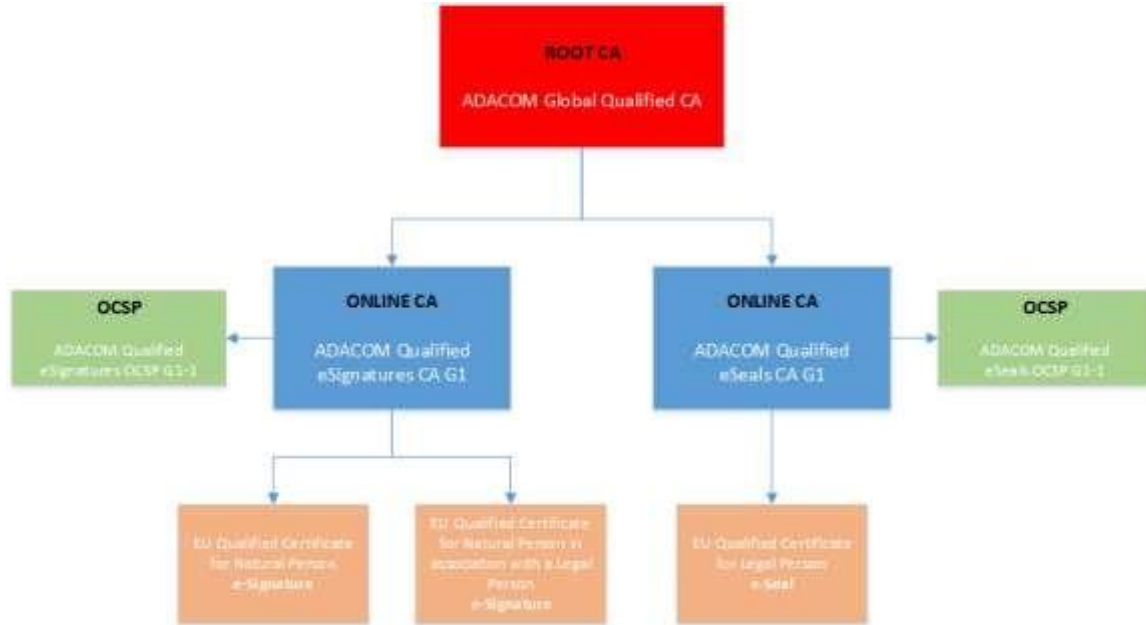 ROOT CA
ADACOM Global Qualified CA
OCSP
ADACOM Qualified
eSignatures OCSP G1-1
ONLINE CA
ADACOM Qualified
eSignatures CA G1
ONLINE CA
ADACOM Qualified
eSeals CA G1
OCSP
ADACOM Qualified
eSeals OCSP G1-1
EU Qualified Certificate
for Natural Person
e-Signature
EU Qualified Certificate
for Natural Person in
association with a Legal
Person
e-Signature
EU Qualified Certificate
for Legal Person
e-Seal